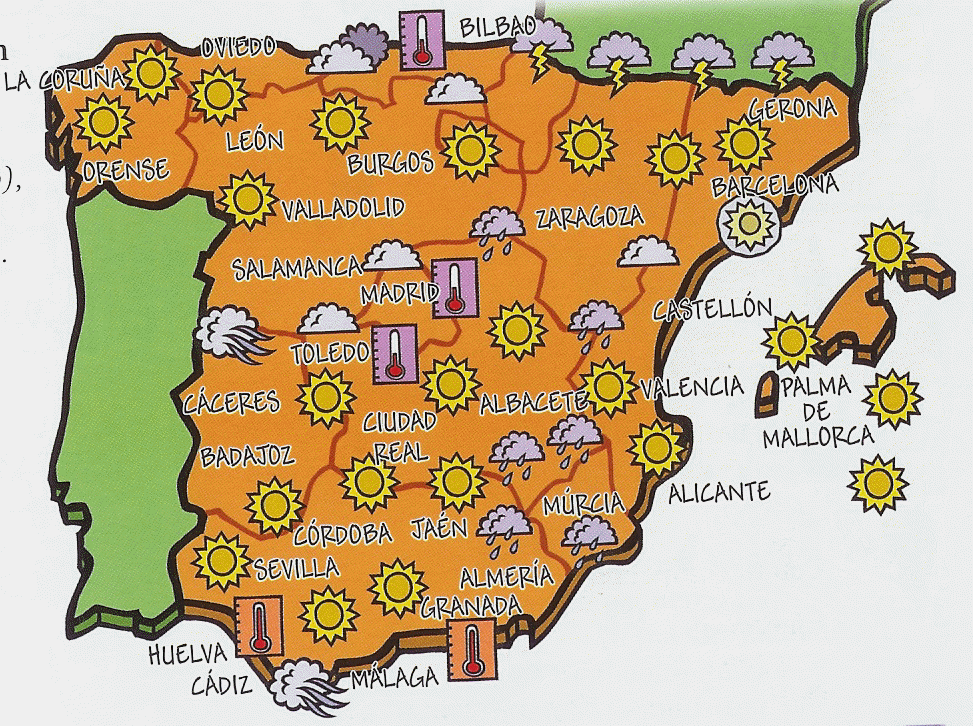 n
BILBAO
OVIEDO
LA CORUÑA
GERONA
LEÓN
BURGOS
ORENSE
),
BARCELONA
VALLADOLID
ZARAGOZA
.
SALAMANCA
MADRID
CASTELLÓN
TOLEDO
CÁCERES
CIUDAD
REAL
ALBACETE
VALENCIA
PALMA
DE
MALLORCA
BADAJOZ
ALICANTE
MÚRCIA
CÓRDOBA
JAÉN
SEVILLA
ALMERÍA
GRANADA
HUELVA
CÁDIZ
MÁLAGA